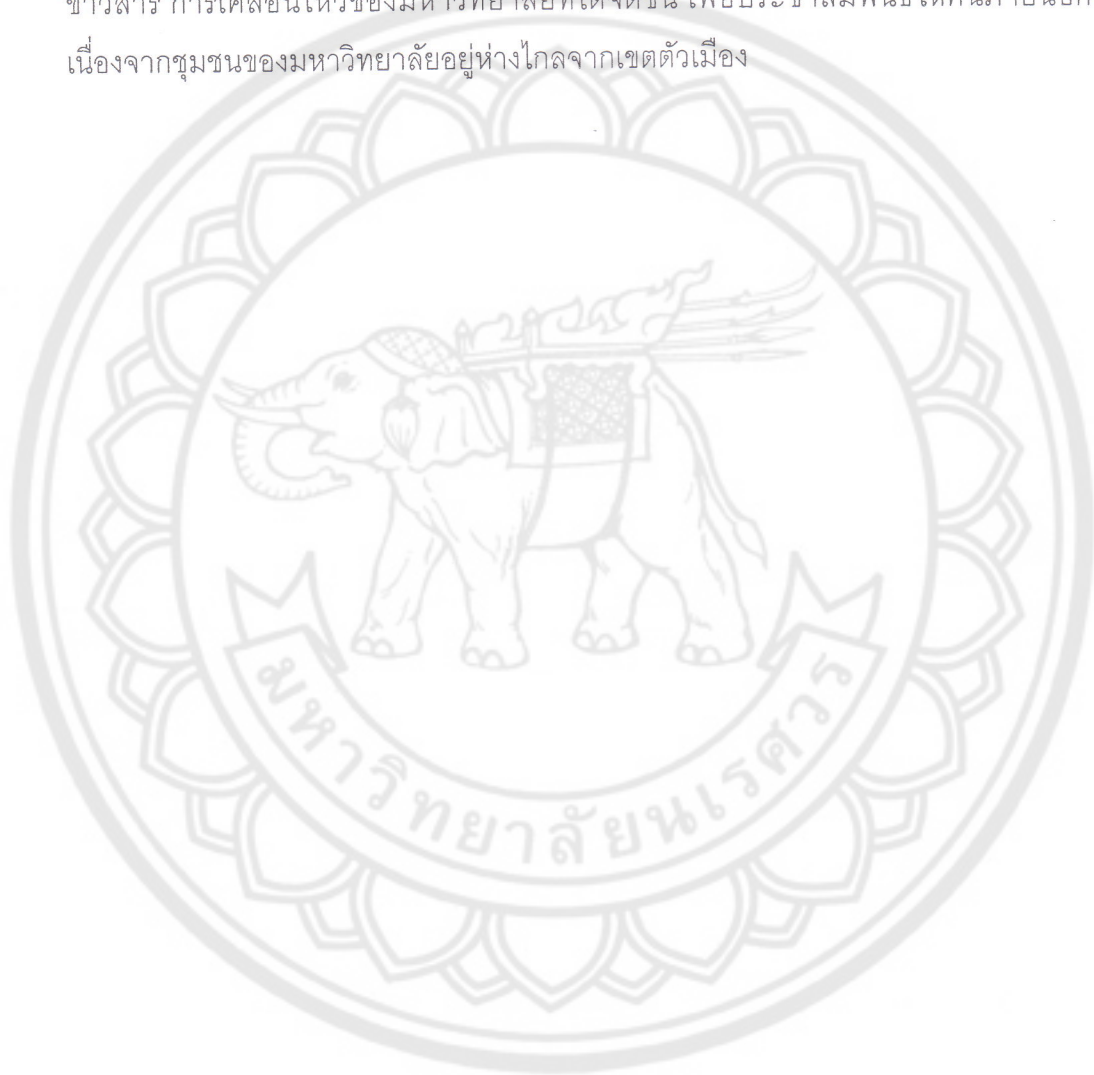 ข่าวสาร การเคลื่อนไหวของมหาวิทยาลัยที่ได้จัดขึ้น เพื่อประชาสัมพันธ์ให้คนภายนอก
เนื่องจากชุมชนของมหาวิทยาลัยอยู่ห่างไกลจากเขตตัวเมือง
มหาวิทยาลัยนเรศวร